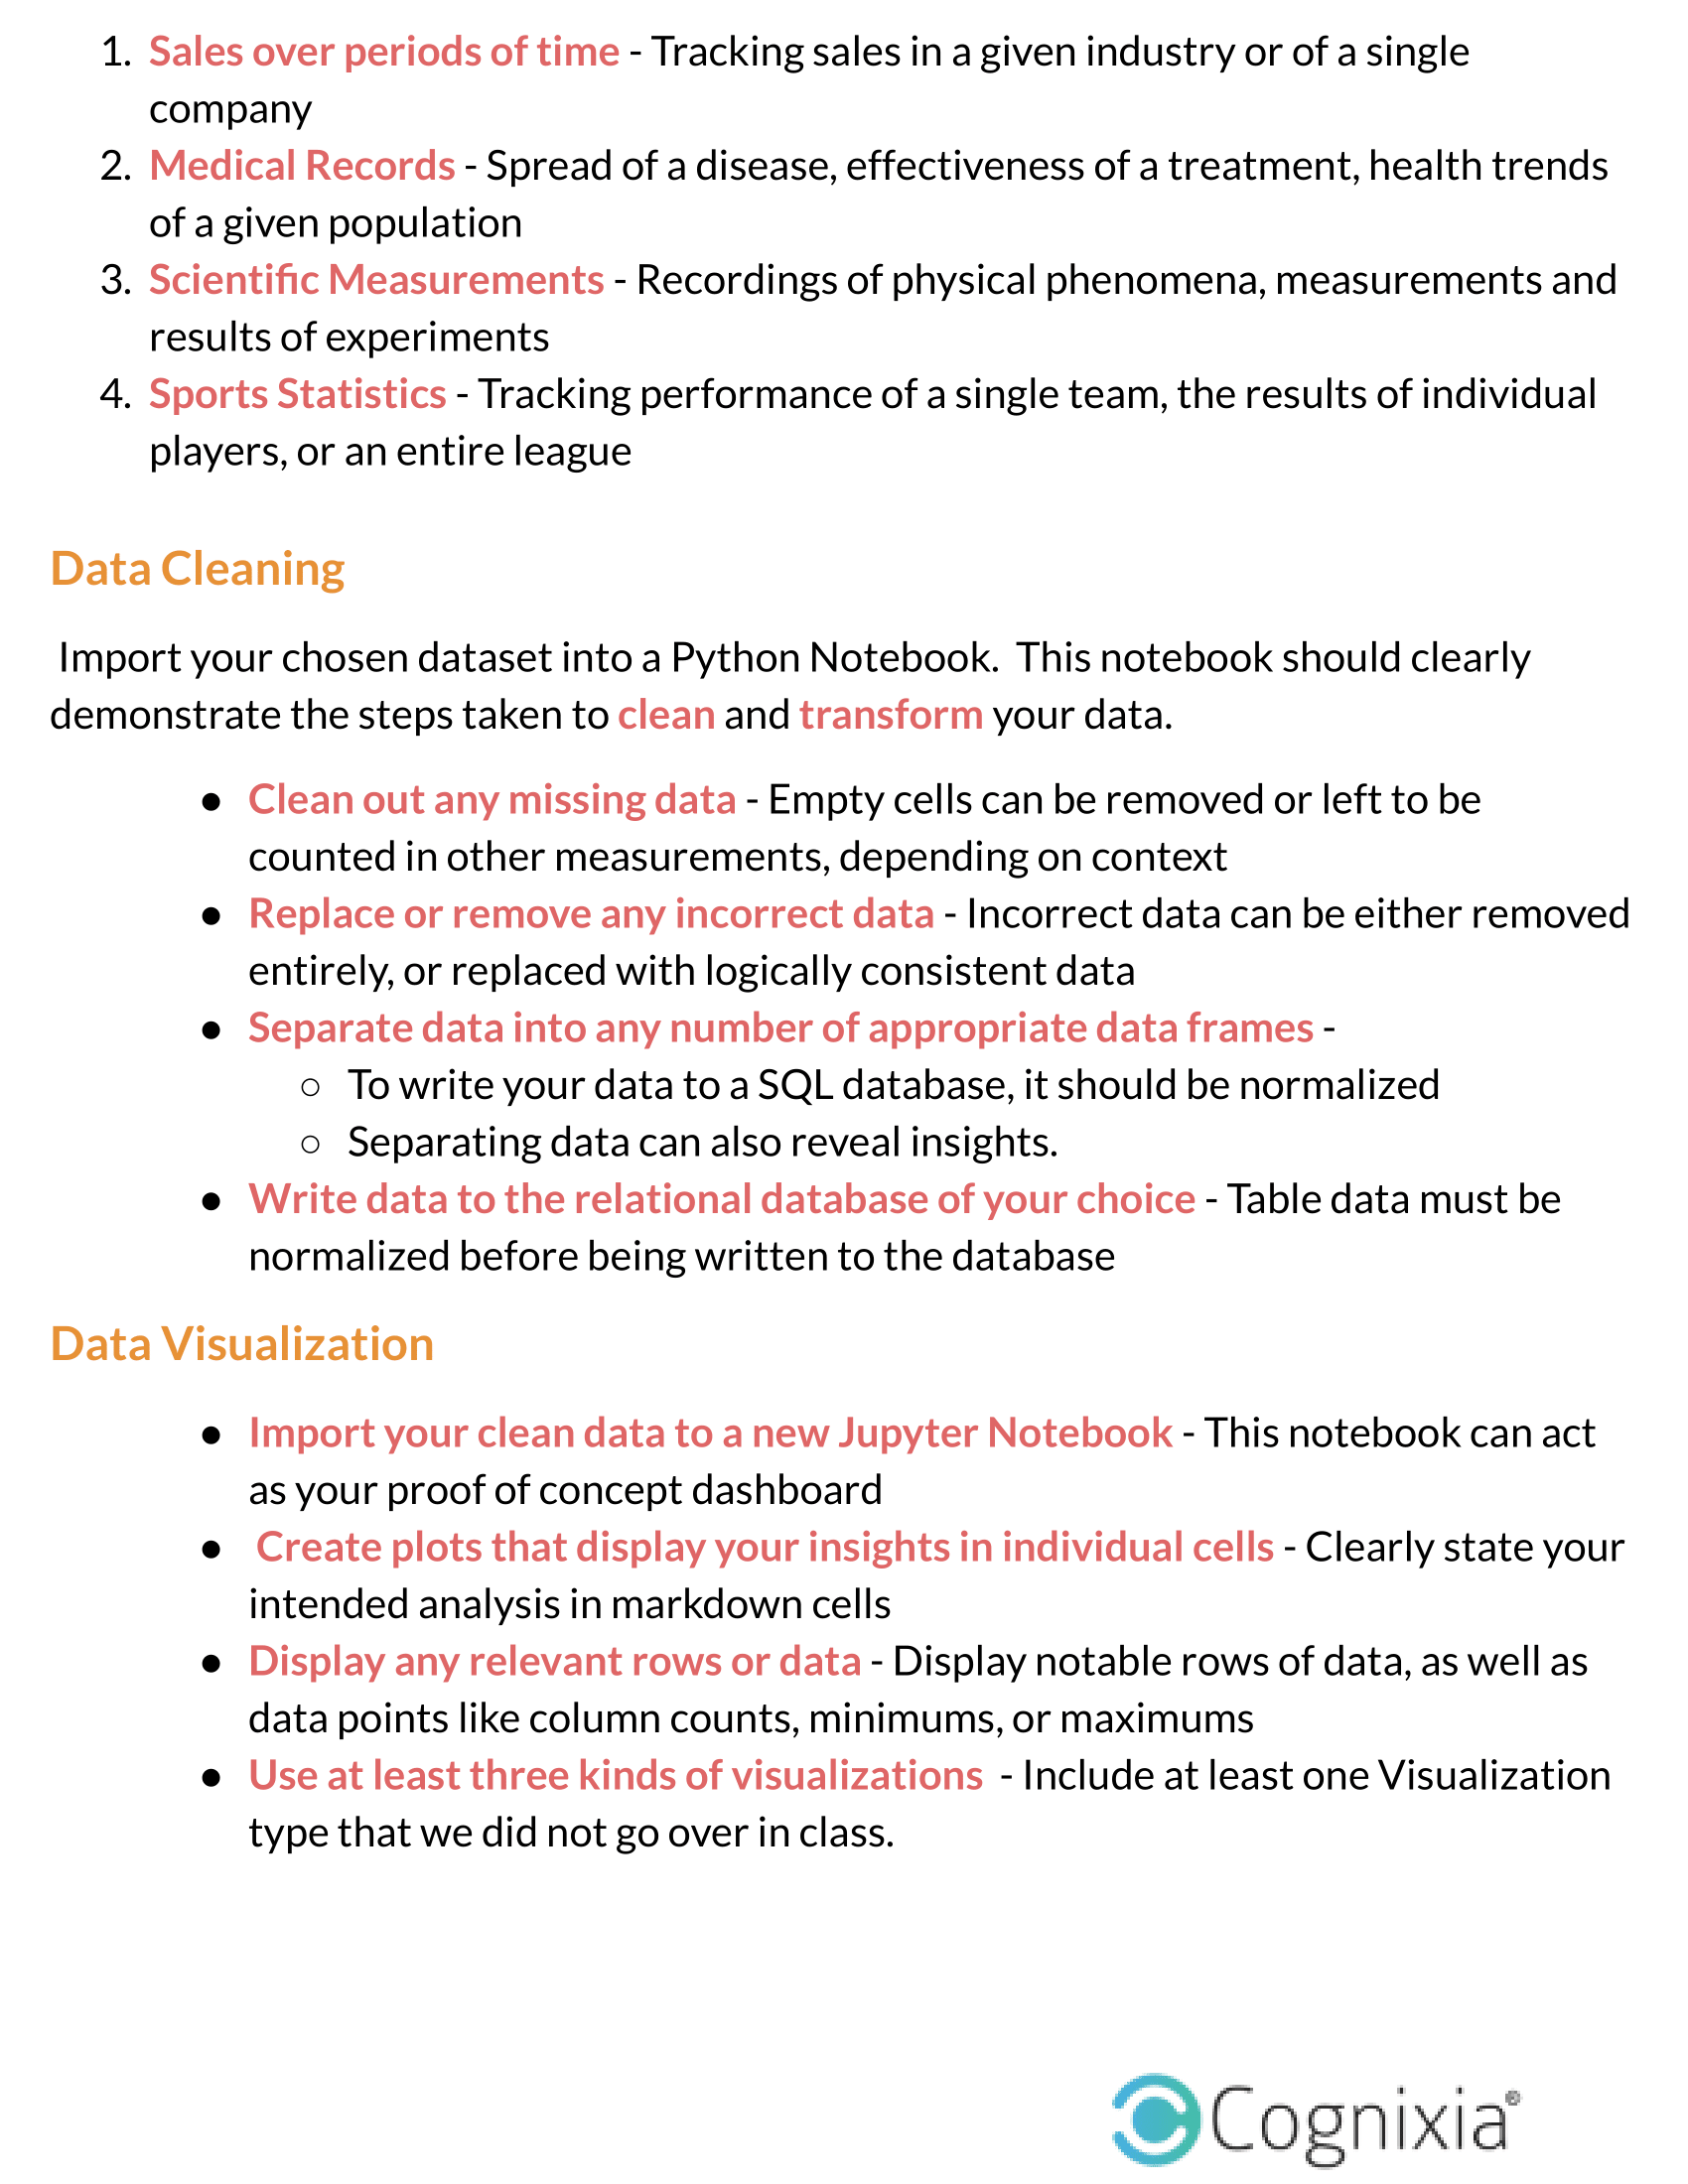 1. Sales over periods of time - Tracking sales in a given industry or of a single
company
2. Medical Records - Spread of a disease, effectiveness of a treatment, health trends
of a given population
3. Scientific Measurements - Recordings of physical phenomena, measurements and
results of experiments
4. Sports Statistics - Tracking performance of a single team, the results of individual
players, or an entire league
Data Cleaning
Import your chosen dataset into a Python Notebook.  This notebook should clearly
demonstrate the steps taken to clean and transform your data.
● Clean out any missing data - Empty cells can be removed or left to be
counted in other measurements, depending on context
● Replace or remove any incorrect data - Incorrect data can be either removed
entirely, or replaced with logically consistent data
● Separate data into any number of appropriate data frames -
○ To write your data to a SQL database, it should be normalized
○ Separating data can also reveal insights.
● Write data to the relational database of your choice - Table data must be
normalized before being written to the database
Data Visualization
● Import your clean data to a new Jupyter Notebook - This notebook can act
as your proof of concept dashboard
● Create plots that display your insights in individual cells - Clearly state your
intended analysis in markdown cells
● Display any relevant rows or data - Display notable rows of data, as well as
data points like column counts, minimums, or maximums
● Use at least three kinds of visualizations  - Include at least one Visualization
type that we did not go over in class.
Cognixia®